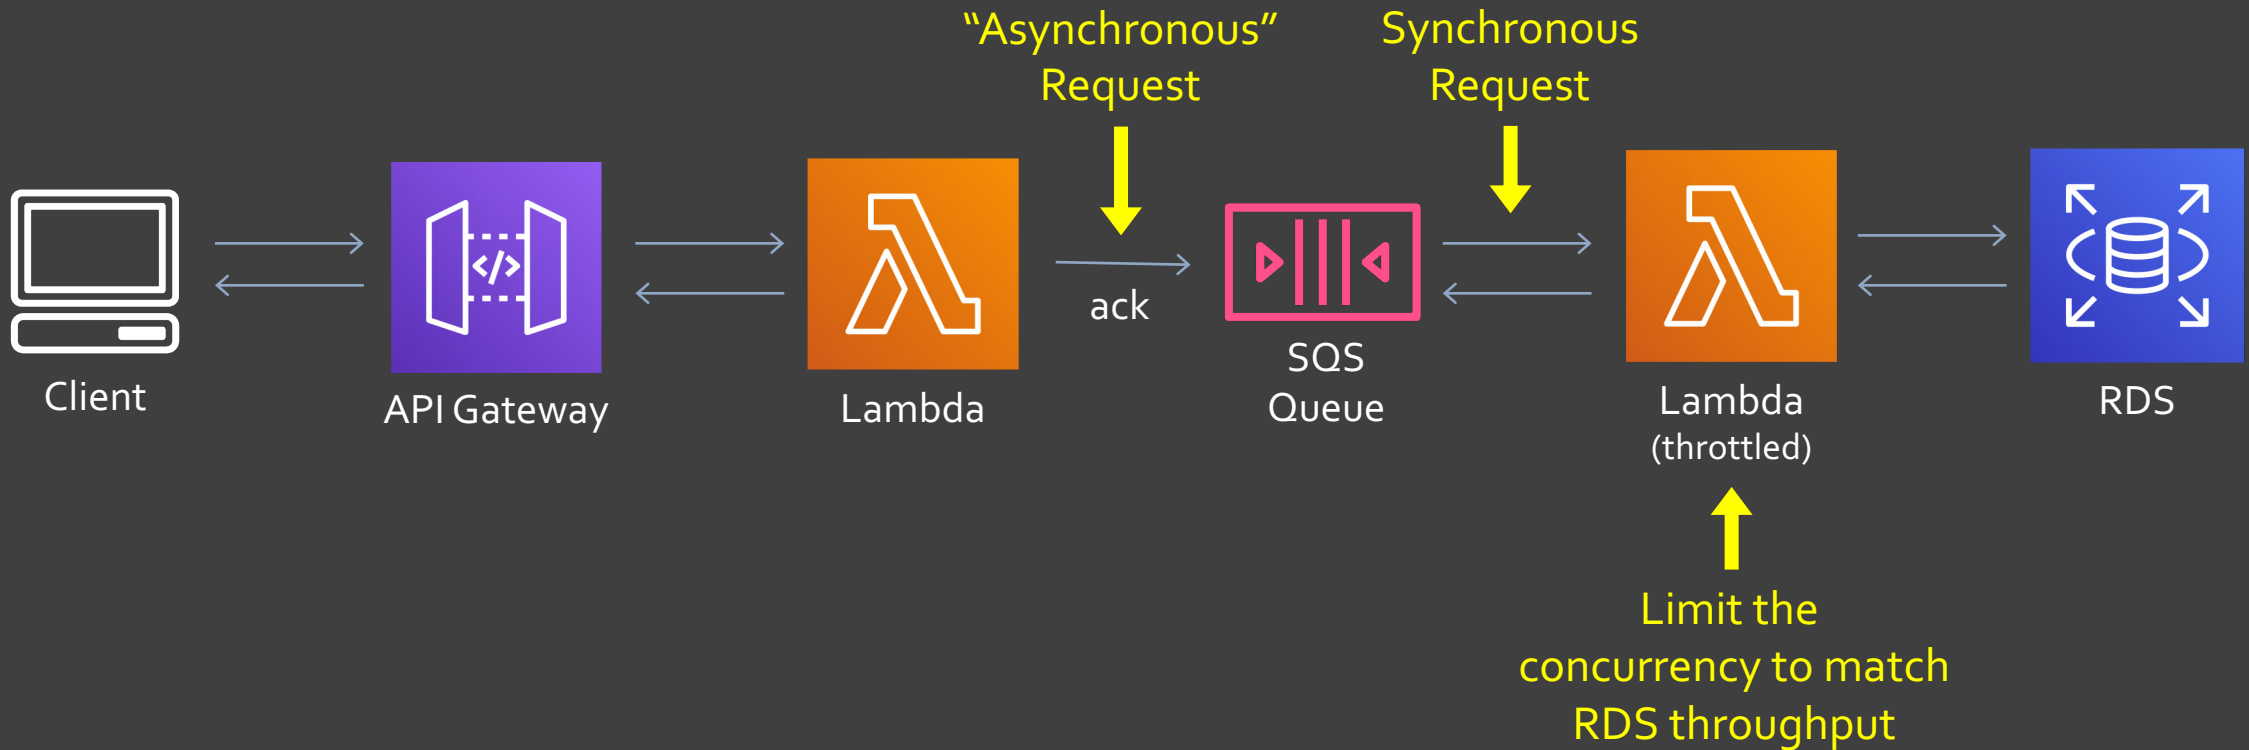 “Asynchronous”
Request
Synchronous
Request
ack
Client
API Gateway
Lambda
SQS
Queue
Lambda
(throttled)
RDS
Limit the
concurrency to match
RDS throughput